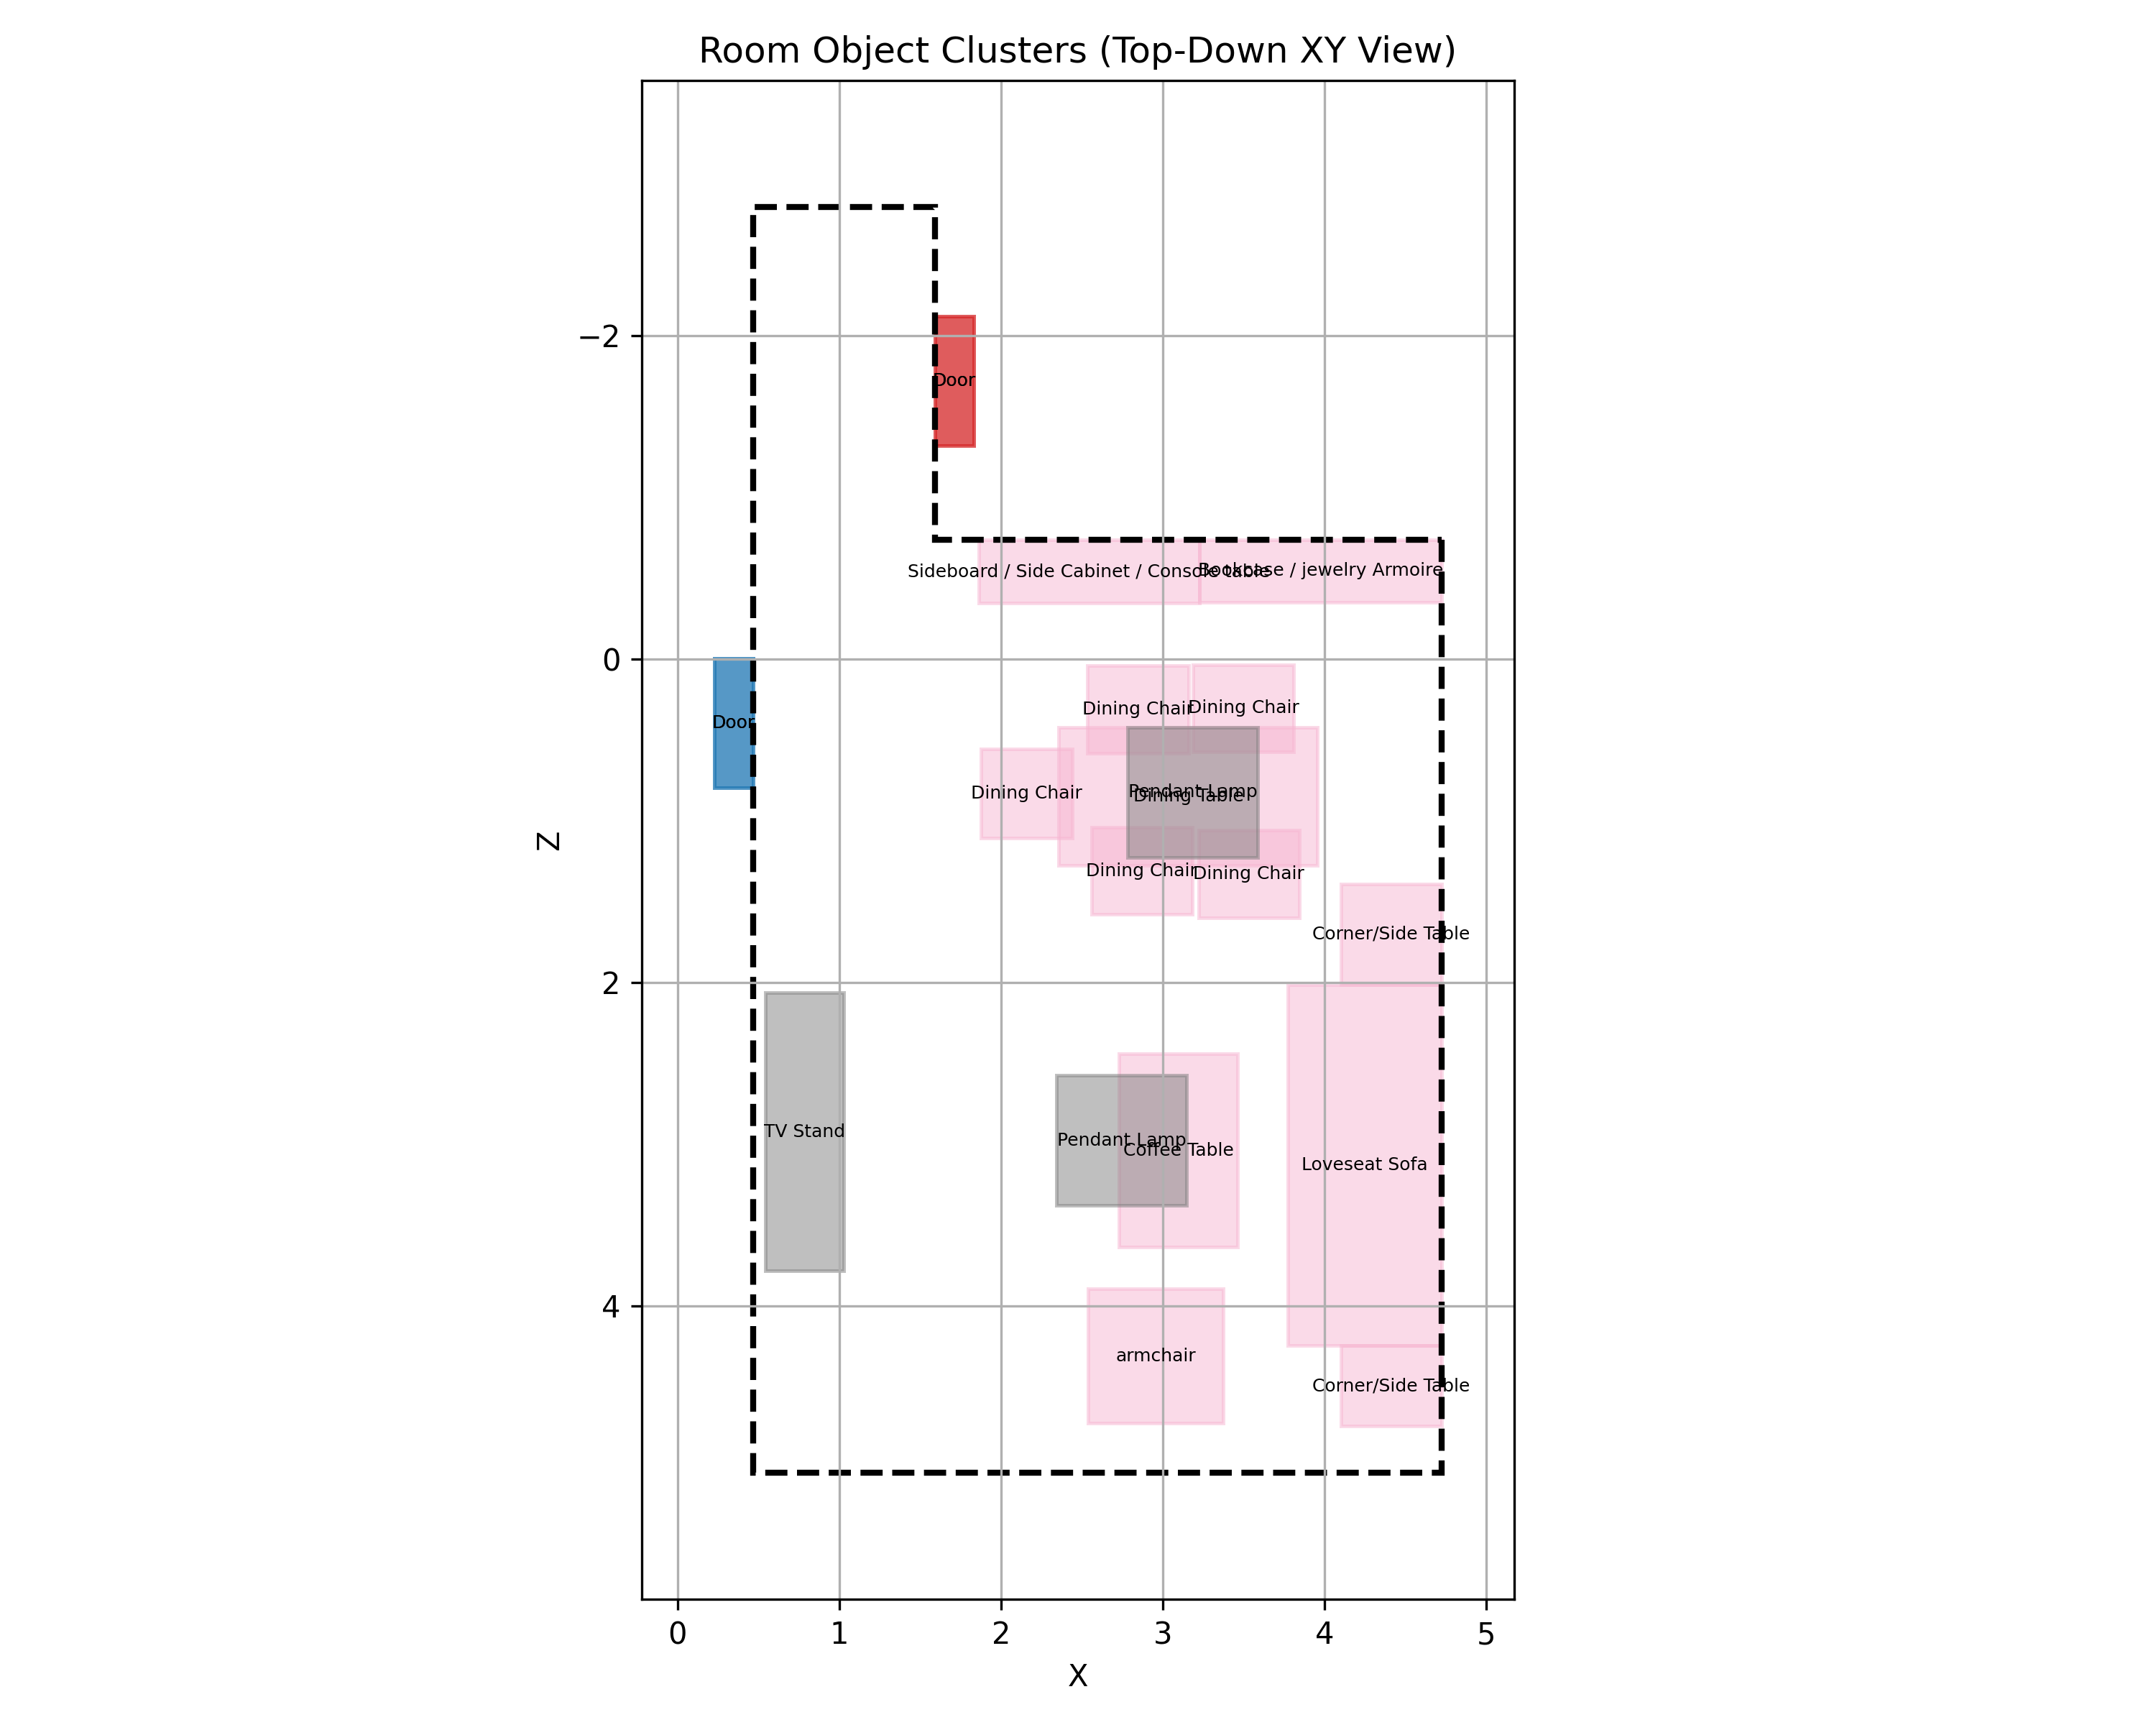 Room Object Clusters (Top-Down XY View)
−2
Door
Sideboard / Side Cabinet / Console table
Bookcase / jewelry Armoire
0
Dining Chair
Dining Chair
Door
Dining Chair
Pendant Lamp
Dining Table
Z
Dining Chair
Dining Chair
Corner/Side Table
2
TV Stand
Pendant Lamp
Coffee Table
Loveseat Sofa
4
armchair
Corner/Side Table
0 1 2 3 4 5
X